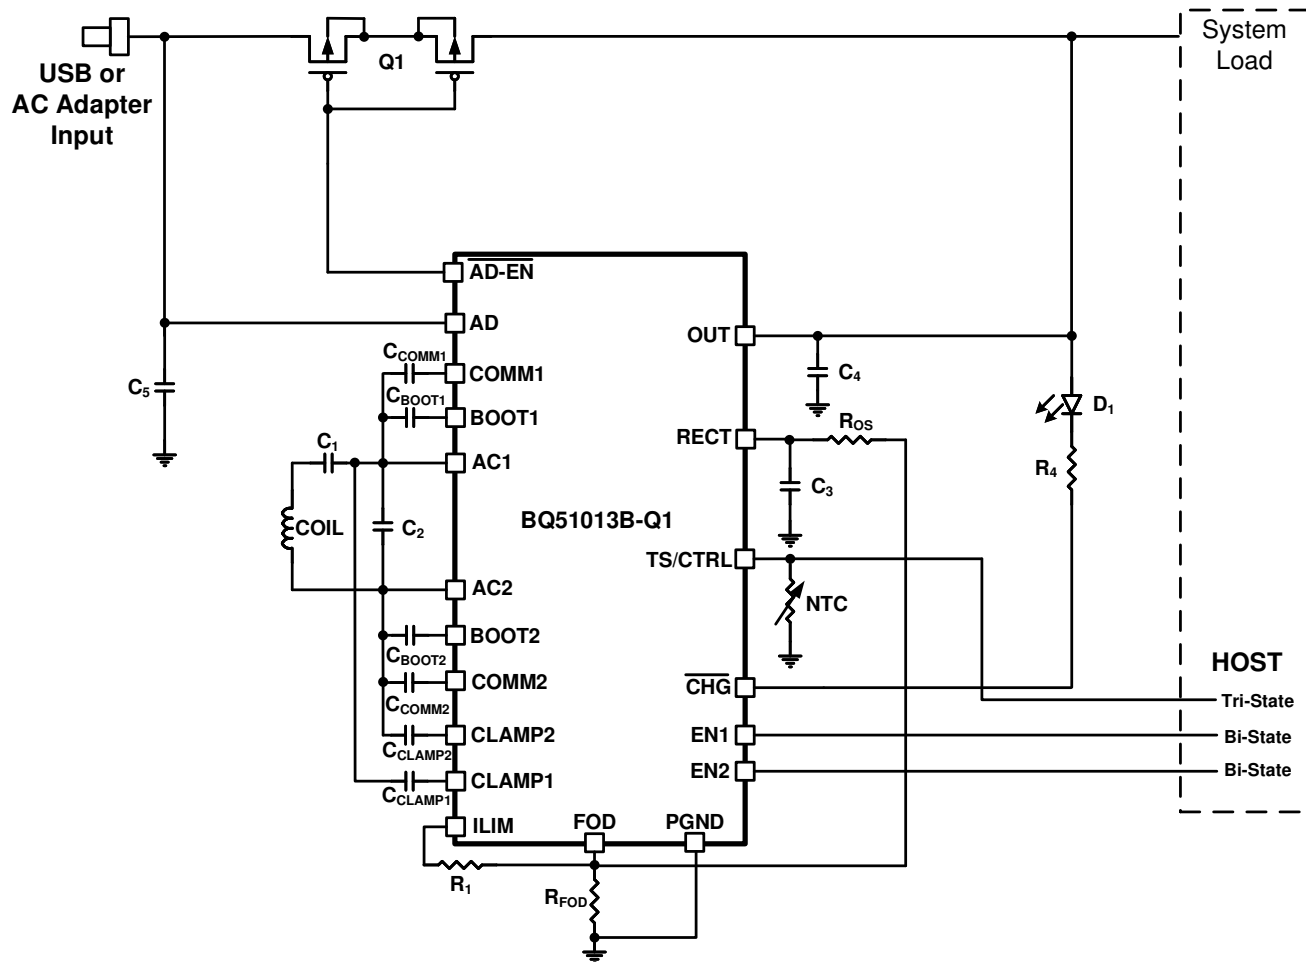 USB or
AC Adapter
Input
Q1
System
Load
AD-EN
AD
COMM1
BOOT1
AC1
AC2
BOOT2
COMM2
CLAMP2
CLAMP1
ILIM
FOD
PGND
OUT
RECT
TS/CTRL
CHG
EN1
EN2
BQ51013B-Q1
C5
CCOMM1
CBOOT1
C1
COIL
C2
CBOOT2
CCOMM2
CCLAMP2
CCLAMP1
R1
RFOD
C4
ROS
C3
NTC
D1
R4
HOST
Tri-State
Bi-State
Bi-State